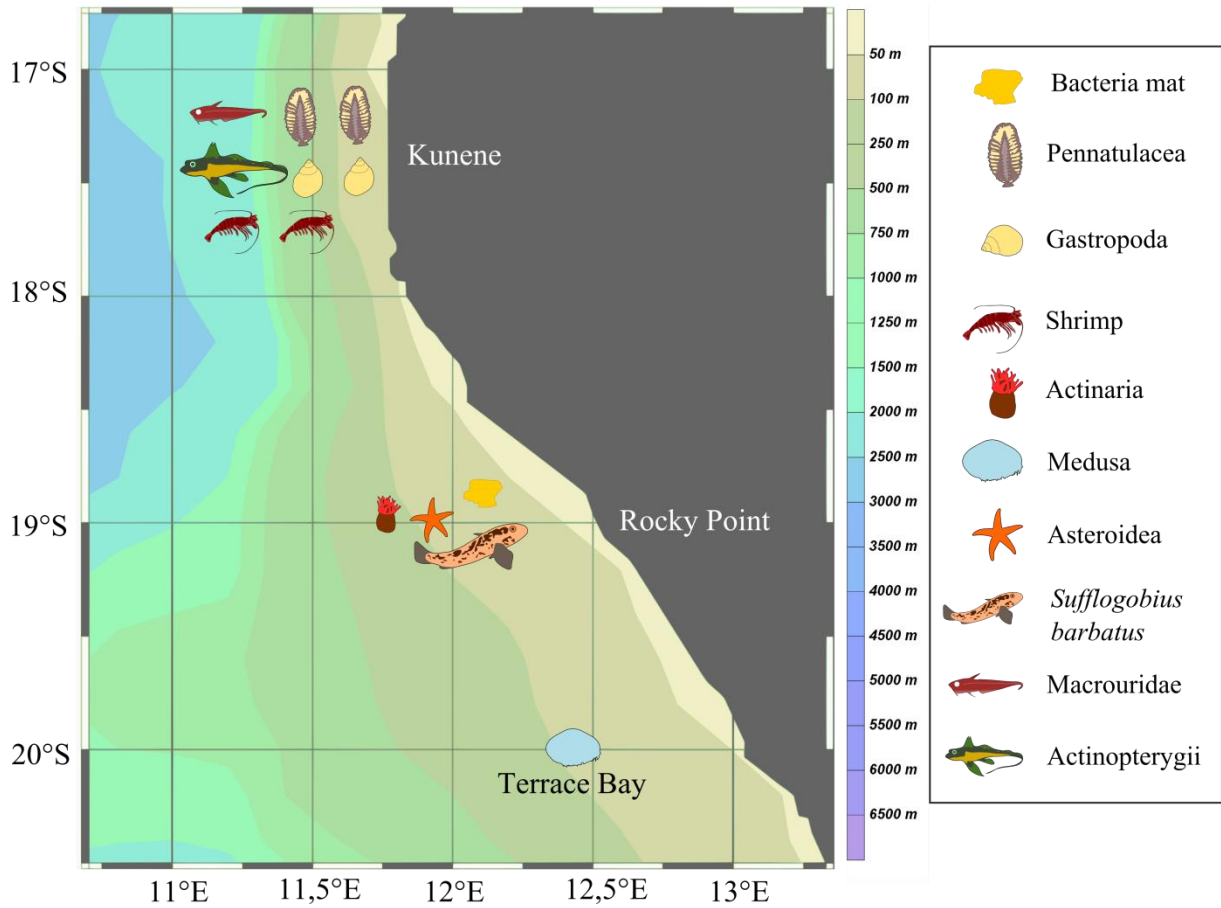 17°S
18°S
19°S
20°S
11°E
11,5°E
12°E
12,5°E
13°E
Kunene
Rocky Point
Terrace Bay
50 m
100 m
250 m
500 m
750 m
1000 m
1250 m
1500 m
2000 m
2500 m
3000 m
3500 m
4000 m
4500 m
5000 m
5500 m
6000 m
6500 m
Bacteria mat
Pennatulacea
Gastropoda
Shrimp
Actinaria
Medusa
Asteroidea
Sufflogobius
barbatus
Macrouridae
Actinopterygii